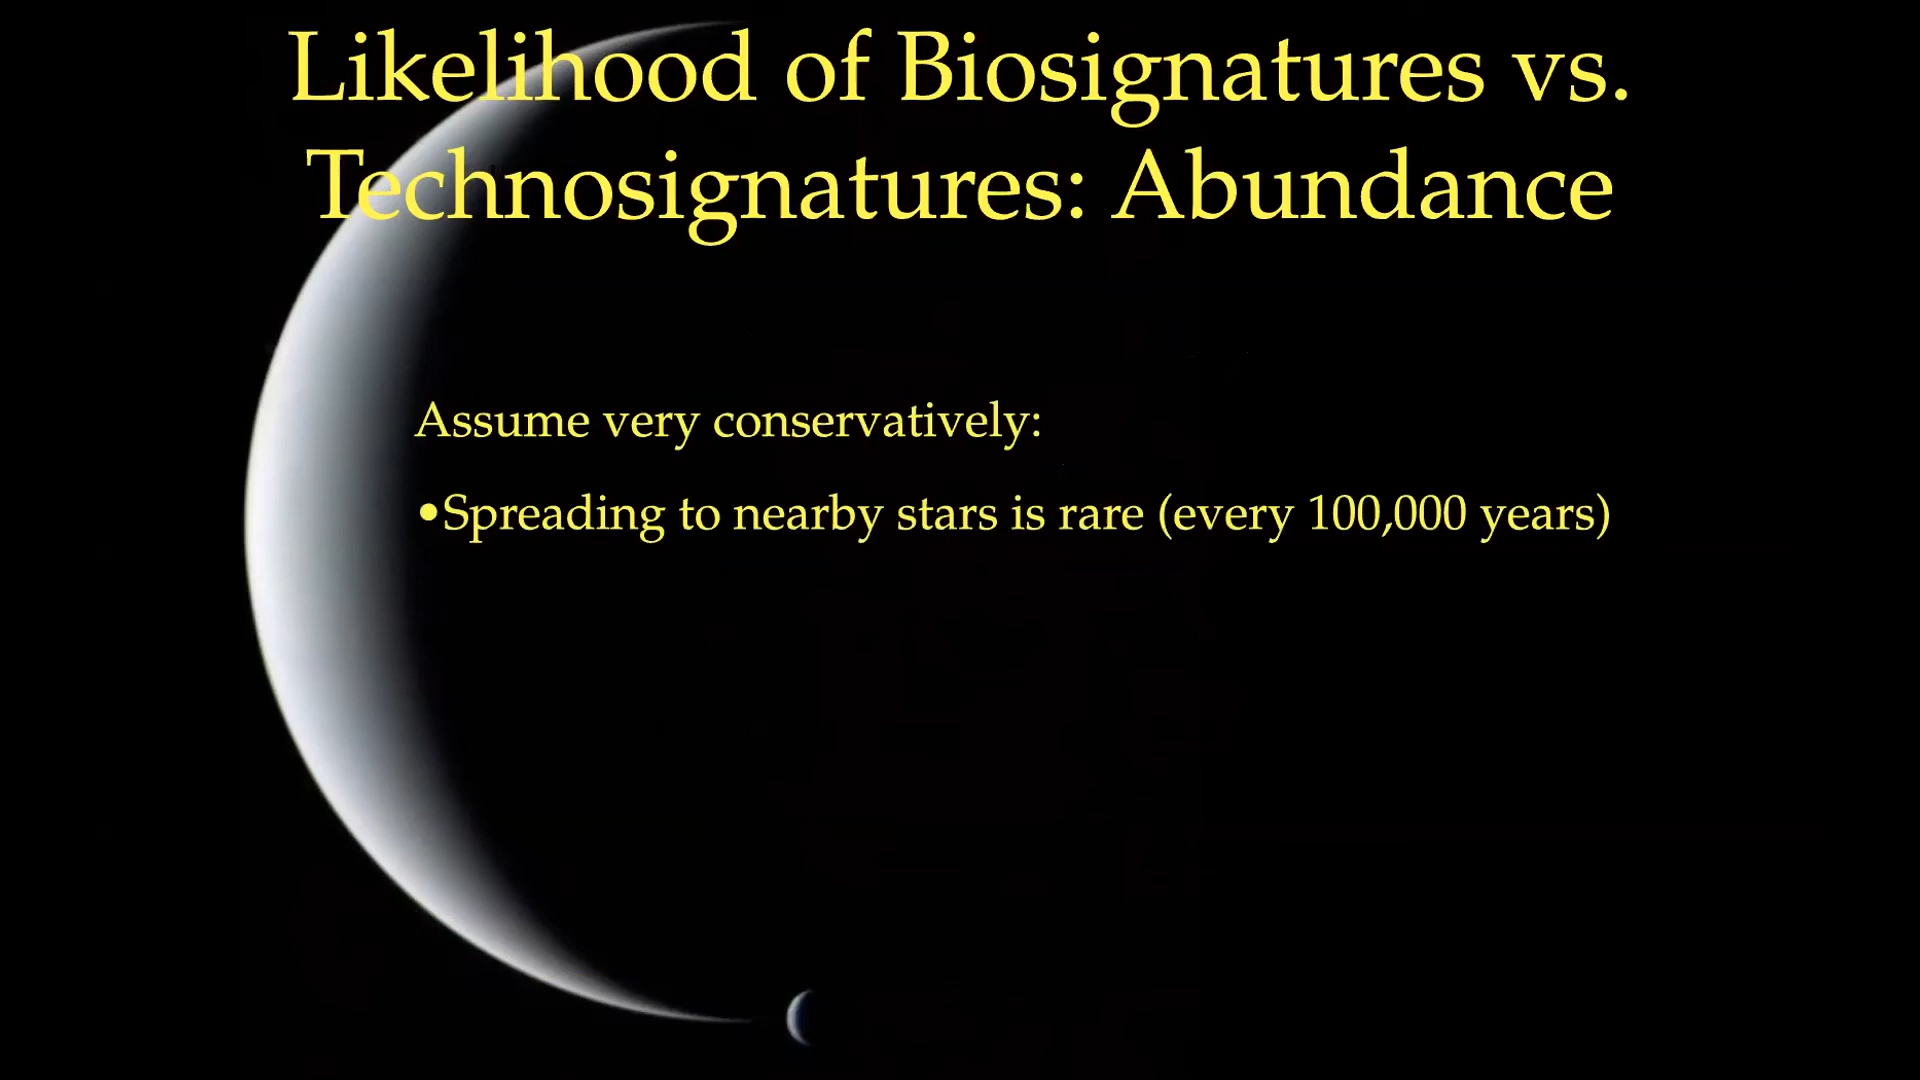 Likelihood of Biosignatures vs.
Technosignatures: Abundance
Assume very conservatively:
•Spreading to nearby stars is rare (every 100,000 years)